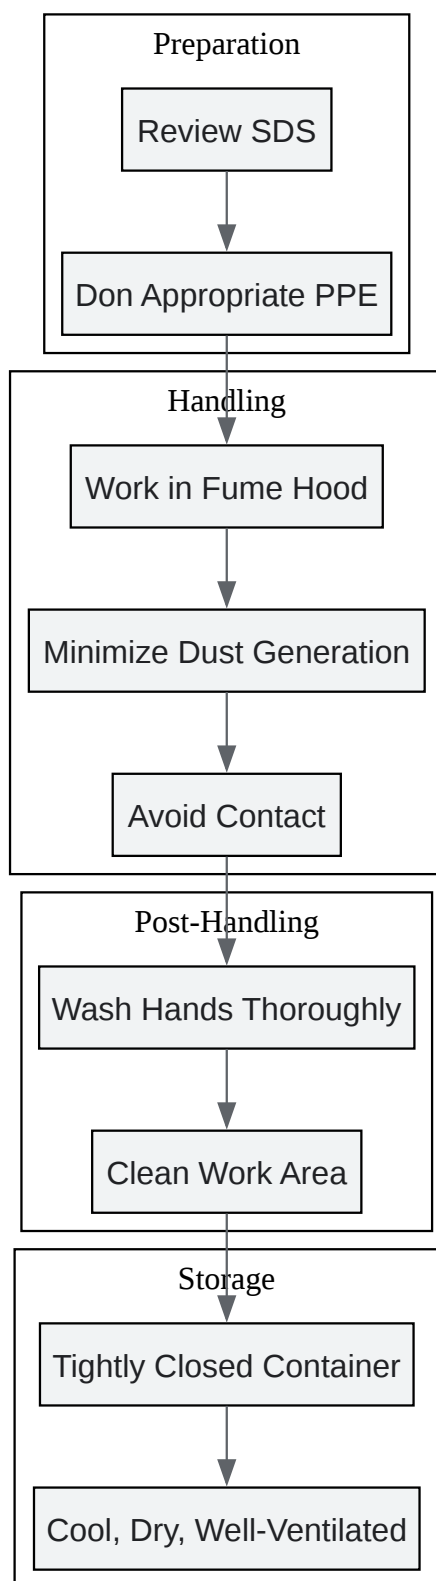 Preparation
Review SDS
Don Appropriate PPE
Handling
Work in Fume Hood
Minimize Dust Generation
Avoid Contact
Post-Handling
Wash Hands Thoroughly
Clean Work Area
Storage
Tightly Closed Container
Cool, Dry, Well-Ventilated